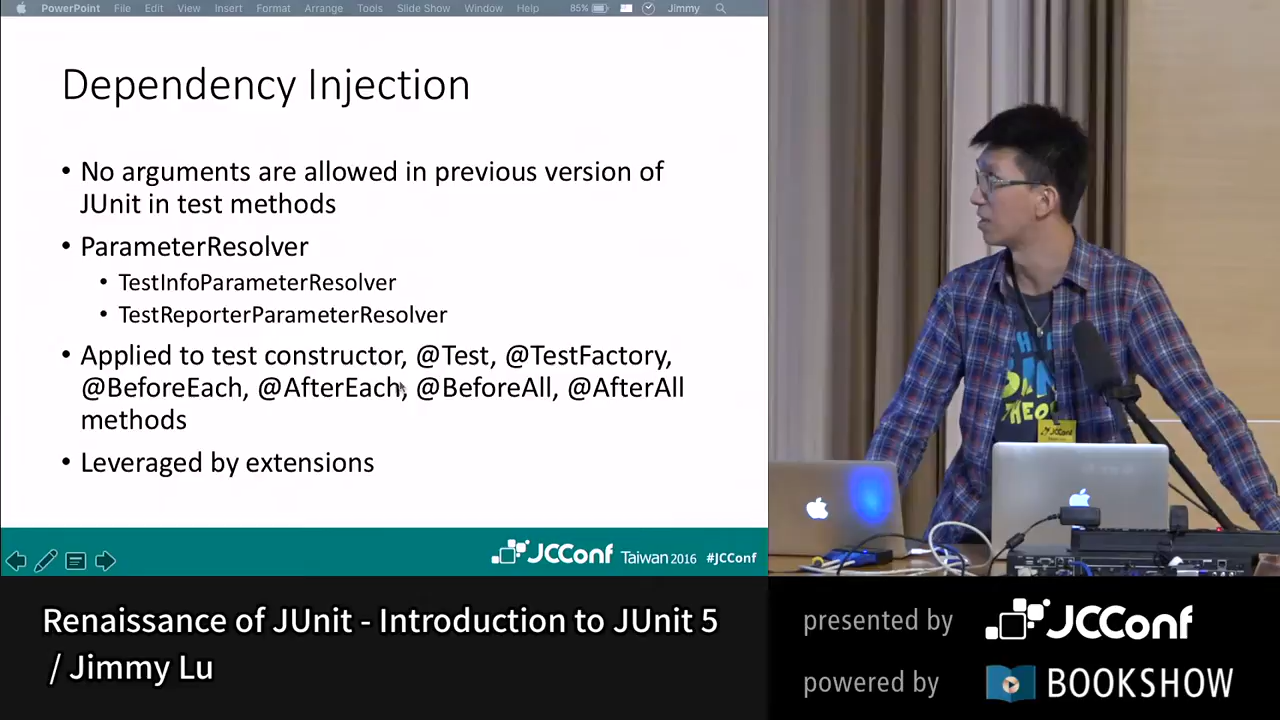 PowerPoint File Edit View Insert Format Arrange Tools Slide Show Window Help 85% Jimmy
Dependency Injection
• No arguments are allowed in previous version of
JUnit in test methods
• ParameterResolver
• TestInfoParameterResolver
• TestReporterParameterResolver
• Applied to test constructor, @Test, @TestFactory,
@BeforeEach, @AfterEach, @BeforeAll, @AfterAll
methods
• Leveraged by extensions
JCConf Taiwan 2016 #JCConf
JCConf
Renaissance of JUnit - Introduction to JUnit 5
/ Jimmy Lu
presented by JCConf
powered by BOOKSHOW